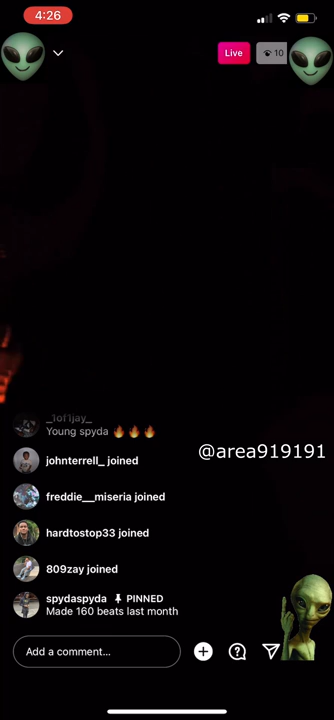 4:26
Live
10
_1of1jay_
Young spyda 🔥🔥🔥
johnterrell_ joined
@area919191
freddie__miseria joined
hardtostop33 joined
809zay joined
spydaspyda PINNED
Made 160 beats last month
Add a comment...